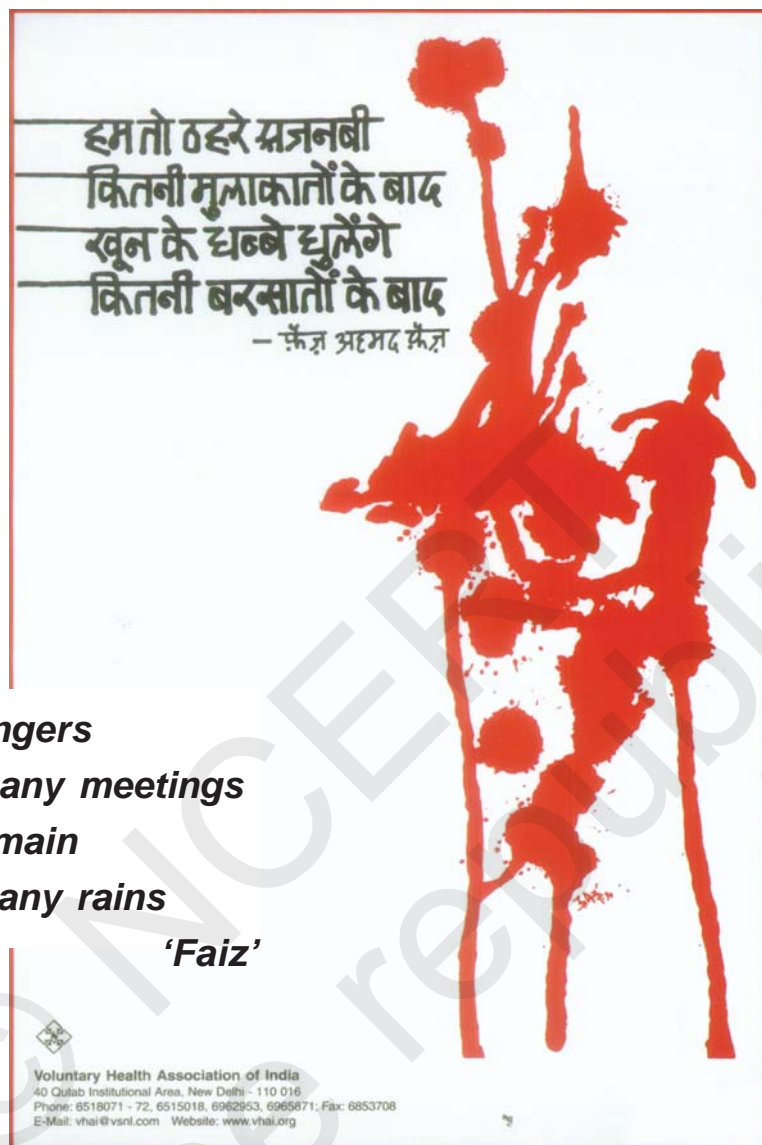 हम तो ठहरे अजनबी
कितनी मुलाकातों के बाद
खून के धब्बे धुलेंगे
कितनी बरसातों के बाद
– फ़ैज़ अहमद फ़ैज़
ngers
any meetings
main
any rains
‘Faiz’
Voluntary Health Association of India
40 Qutab Institutional Area, New Delhi - 110 016
Phone: 6518071 - 72, 6515018, 6962953, 6965871; Fax: 6853708
E-Mail: vhai@vsnl.com Website: www.vhai.org
© NCERT
e republi